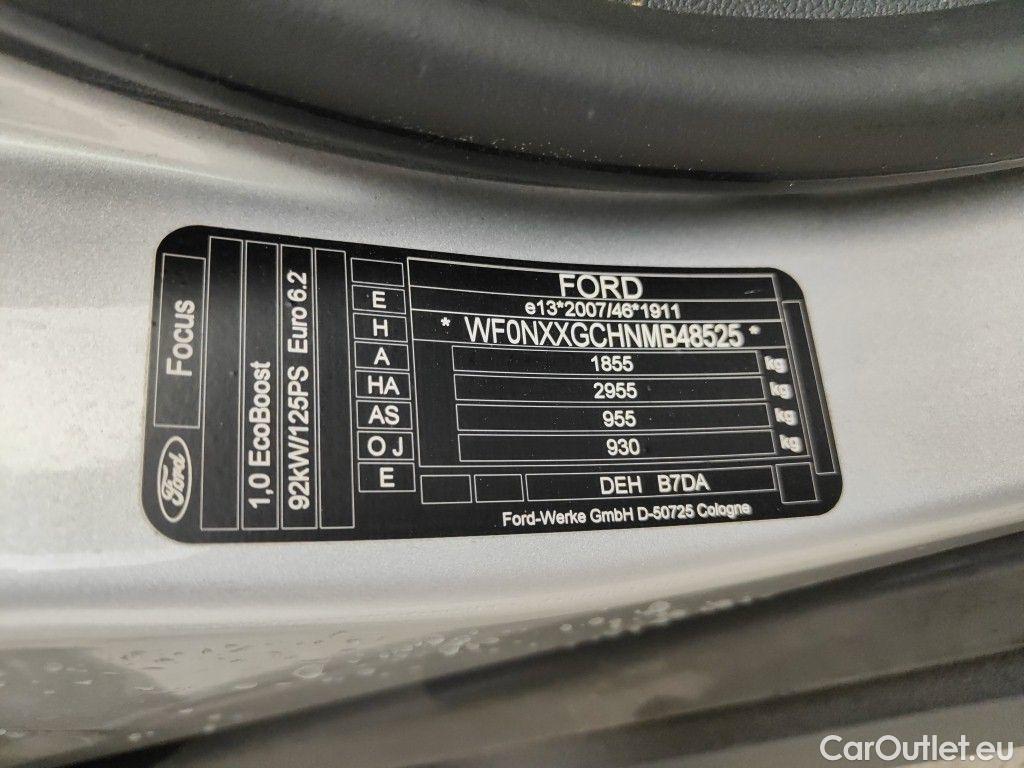 Ford
Focus
1,0 EcoBoost
92kW/125PS Euro 6.2
E
H
A
HA
AS
O J
E
FORD
e13*2007/46*1911
* WF0NXXGCHNMB48525 *
1855 kg
2955 kg
955 kg
930 kg
DEH B7DA
Ford-Werke GmbH D-50725 Cologne
CarOutlet.eu